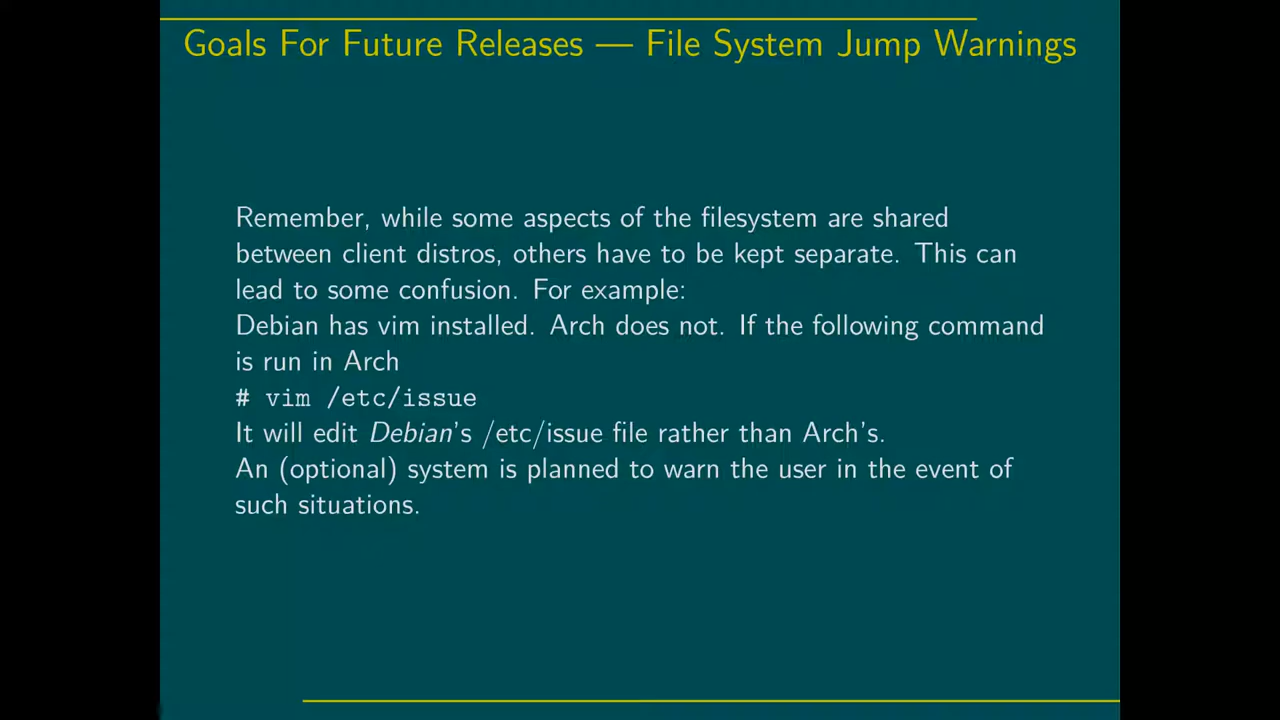 Goals For Future Releases — File System Jump Warnings
Remember, while some aspects of the filesystem are shared
between client distros, others have to be kept separate. This can
lead to some confusion. For example:
Debian has vim installed. Arch does not. If the following command
is run in Arch
# vim /etc/issue
It will edit Debian's /etc/issue file rather than Arch's.
An (optional) system is planned to warn the user in the event of
such situations.